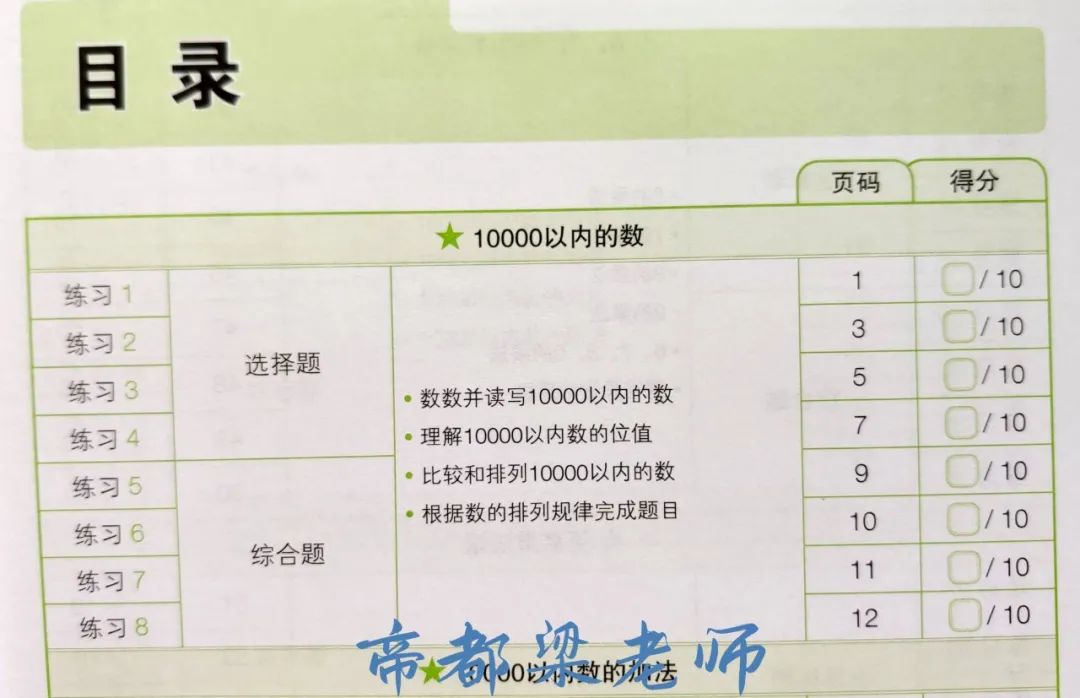 目 录
页码 得分
★ 10000以内的数
练习 1 1 / 10
练习 2 3 / 10
选择题
练习 3 5 / 10
• 数数并读写10000以内的数
练习 4 7 / 10
• 理解10000以内数的位值
练习 5 9 / 10
• 比较和排列10000以内的数
练习 6 10 / 10
• 根据数的排列规律完成题目
综合题
练习 7 11 / 10
练习 8 12 / 10
★ 10000以内数的加法
帝都梁老师